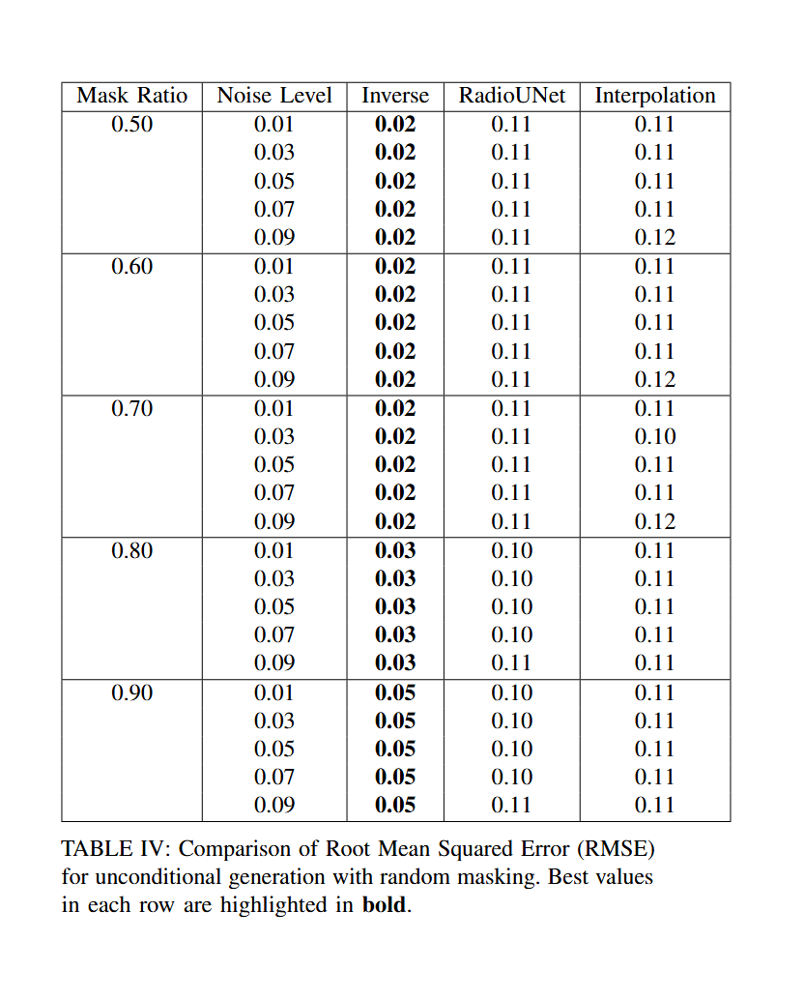 Mask Ratio Noise Level Inverse RadioUNet Interpolation
0.50 0.01 0.02 0.11 0.11
0.03 0.02 0.11 0.11
0.05 0.02 0.11 0.11
0.07 0.02 0.11 0.11
0.09 0.02 0.11 0.12
0.60 0.01 0.02 0.11 0.11
0.03 0.02 0.11 0.11
0.05 0.02 0.11 0.11
0.07 0.02 0.11 0.11
0.09 0.02 0.11 0.12
0.70 0.01 0.02 0.11 0.11
0.03 0.02 0.11 0.10
0.05 0.02 0.11 0.11
0.07 0.02 0.11 0.11
0.09 0.02 0.11 0.12
0.80 0.01 0.03 0.10 0.11
0.03 0.03 0.10 0.11
0.05 0.03 0.10 0.11
0.07 0.03 0.10 0.11
0.09 0.03 0.11 0.11
0.90 0.01 0.05 0.10 0.11
0.03 0.05 0.10 0.11
0.05 0.05 0.10 0.11
0.07 0.05 0.10 0.11
0.09 0.05 0.11 0.11
TABLE IV: Comparison of Root Mean Squared Error (RMSE)
for unconditional generation with random masking. Best values
in each row are highlighted in bold.